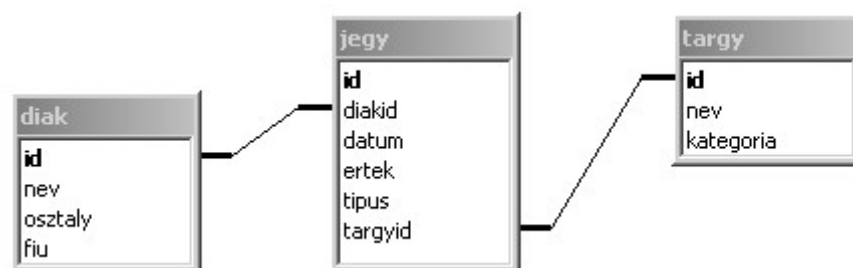 diak
id
nev
osztaly
fiu
jegy
id
diakid
datum
ertek
tipus
targyid
targy
id
nev
kategoria